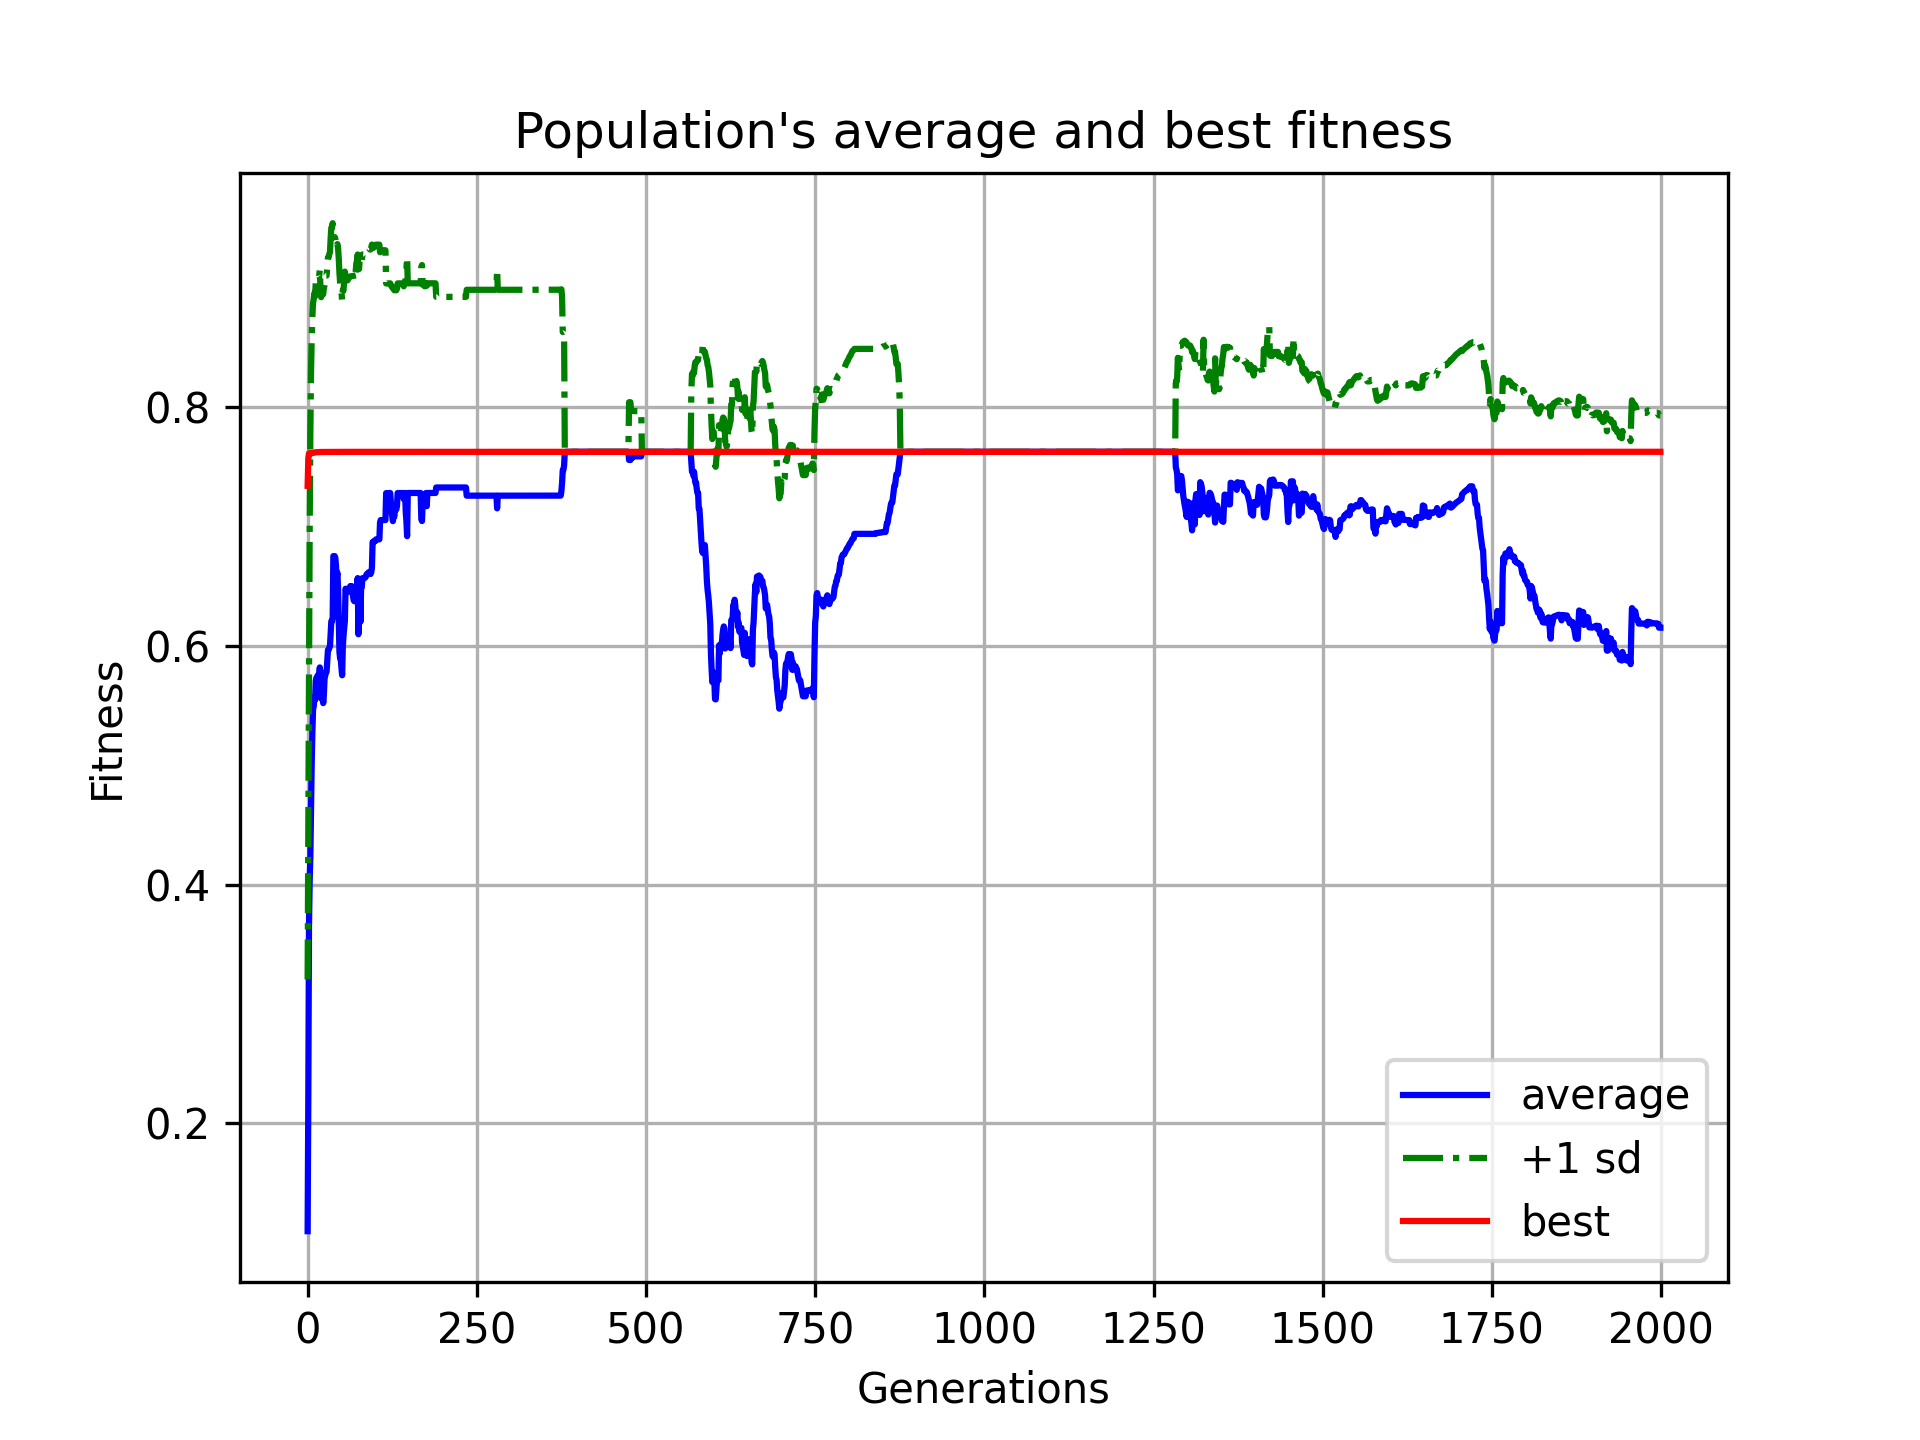 Population's average and best fitness
Fitness
0.8
0.6
0.4
0.2
0 250 500 750 1000 1250 1500 1750 2000
Generations
average
+1 sd
best